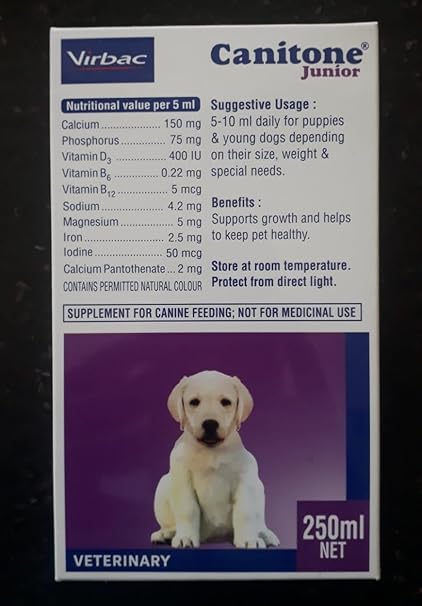 Virbac
Canitone®
Junior
Nutritional value per 5 ml
Calcium .................. 150 mg
Phosphorus ............. 75 mg
Vitamin D₃ .............. 400 IU
Vitamin B₆ ............ 0.22 mg
Vitamin B₁₂ ............. 5 mcg
Sodium ................... 4.2 mg
Magnesium ................ 5 mg
Iron ........................ 2.5 mg
Iodine ................... 50 mcg
Calcium Pantothenate .. 2 mg
CONTAINS PERMITTED NATURAL COLOUR
Suggestive Usage :
5-10 ml daily for puppies
& young dogs depending
on their size, weight &
special needs.
Benefits :
Supports growth and helps
to keep pet healthy.
Store at room temperature.
Protect from direct light.
SUPPLEMENT FOR CANINE FEEDING; NOT FOR MEDICINAL USE
250ml
NET
VETERINARY